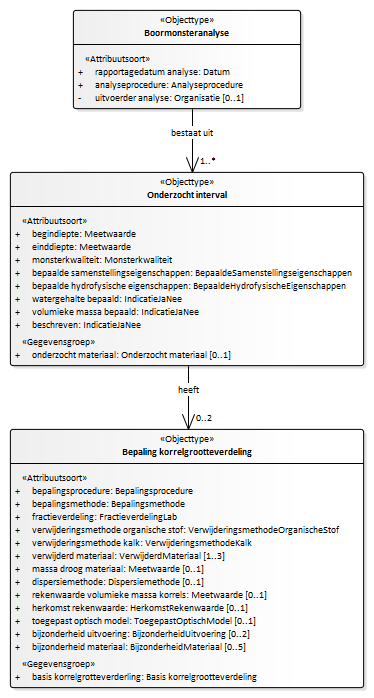 «Objecttype»
Boormonsteranalyse
«Attribuutsoort»
+ rapportagedatum analyse: Datum
+ analyseprocedure: Analyseprocedure
- uitvoerder analyse: Organisatie [0..1]
bestaat uit
1..*
«Objecttype»
Onderzocht interval
«Attribuutsoort»
+ begindiepte: Meetwaarde
+ einddiepte: Meetwaarde
+ monsterkwaliteit: Monsterkwaliteit
+ bepaalde samenstellingseigenschappen: BepaaldeSamenstellingseigenschappen
+ bepaalde hydrofysische eigenschappen: BepaaldeHydrofysischeEigenschappen
+ watergehalte bepaald: IndicatieJaNee
+ volumieke massa bepaald: IndicatieJaNee
+ beschreven: IndicatieJaNee
«Gegevensgroep»
+ onderzocht materiaal: Onderzocht materiaal [0..1]
heeft
0..2
«Objecttype»
Bepaling korrelgrootteverdeling
«Attribuutsoort»
+ bepalingsprocedure: Bepalingsprocedure
+ bepalingsmethode: Bepalingsmethode
+ fractieverdeling: FractieverdelingLab
+ verwijderingsmethode organische stof: VerwijderingsmethodeOrganischeStof
+ verwijderingsmethode kalk: VerwijderingsmethodeKalk
+ verwijderd materiaal: VerwijderdMateriaal [1..3]
+ massa droog materiaal: Meetwaarde [0..1]
+ dispersiemethode: Dispersiemethode [0..1]
+ rekenwaarde volumieke massa korrels: Meetwaarde [0..1]
+ herkomst rekenwaarde: HerkomstRekenwaarde [0..1]
+ toegepast optisch model: ToegepastOptischModel [0..1]
+ bijzonderheid uitvoering: BijzonderheidUitvoering [0..2]
+ bijzonderheid materiaal: BijzonderheidMateriaal [0..5]
«Gegevensgroep»
+ basis korrelgrotteverderling: Basis korrelgrootteverdeling